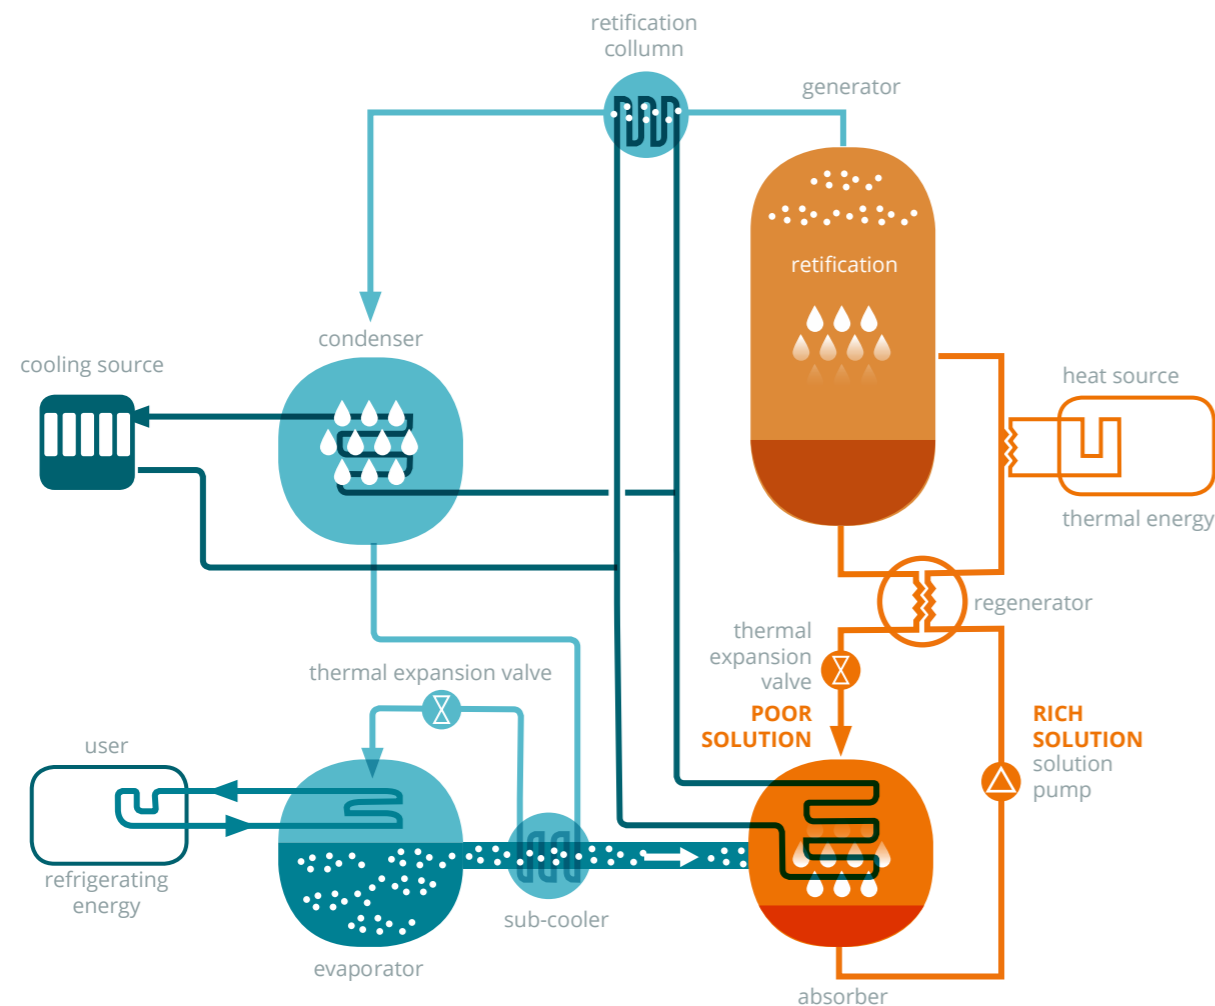 retification
collumn
generator
retification
condenser
cooling source
heat source
thermal energy
regenerator
thermal
expansion
valve
thermal expansion valve
POOR
SOLUTION
RICH
SOLUTION
solution
pump
user
refrigerating
energy
sub-cooler
evaporator
absorber